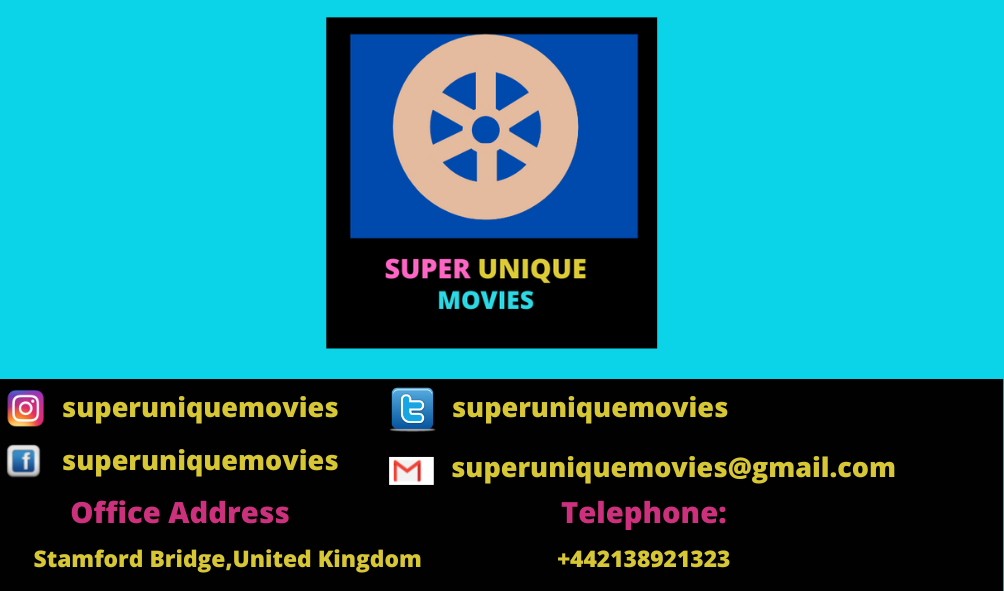 SUPER UNIQUE
MOVIES
superuniquemovies
superuniquemovies
superuniquemovies
superuniquemovies@gmail.com
Office Address
Telephone:
Stamford Bridge,United Kingdom
+442138921323